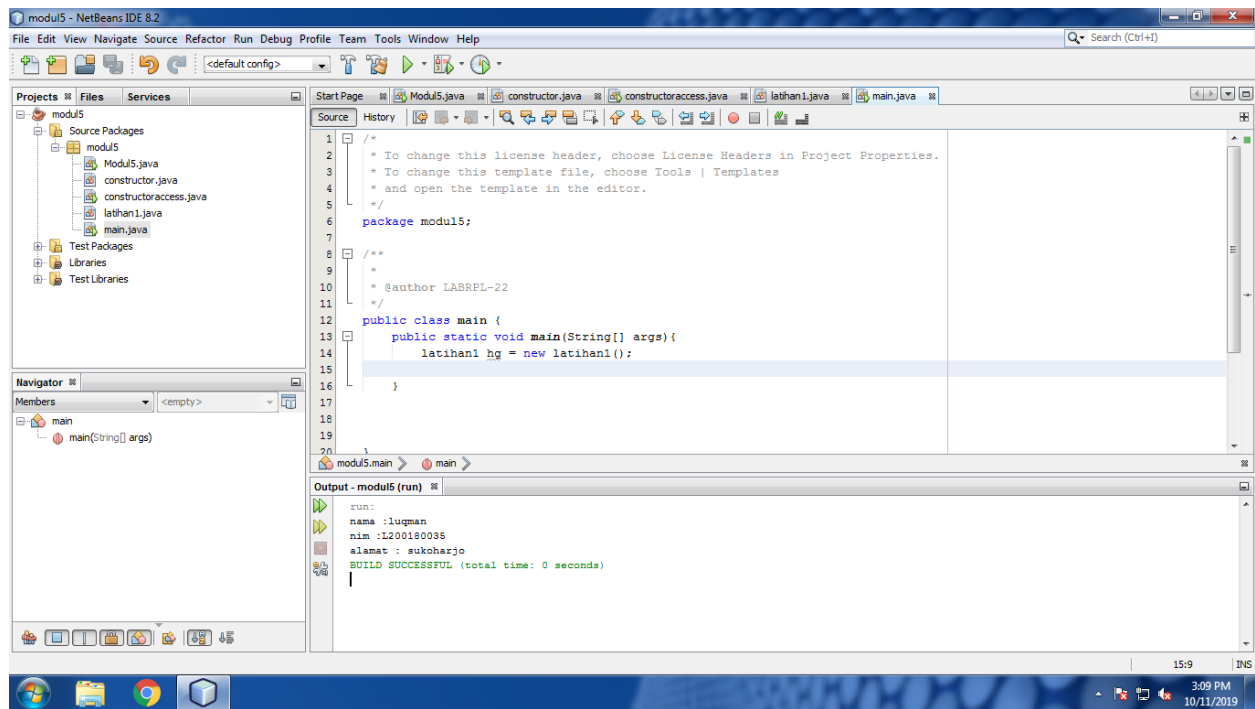 modul5 - NetBeans IDE 8.2
File Edit View Navigate Source Refactor Run Debug Profile Team Tools Window Help
Search (Ctrl+I)
<default config>
Projects Files Services
modul5
Source Packages
modul5
Modul5.java
constructor.java
constructoraccess.java
latihan1.java
main.java
Test Packages
Libraries
Test Libraries
Start Page Modul5.java constructor.java constructoraccess.java latihan1.java main.java
Source History
1 /*
2 * To change this license header, choose License Headers in Project Properties.
3 * To change this template file, choose Tools | Templates
4 * and open the template in the editor.
5 */
6 package modul5;
7
8 /**
9 *
10 * @author LABRPL-22
11 */
12 public class main {
13 public static void main(String[] args){
14 latihan1 hg = new latihan1();
15
16 }
17
18
19
20 }
modul5.main main
Navigator
Members <empty>
main
main(String[] args)
Output - modul5 (run)
run:
nama :luqman
nim :L200180035
alamat : sukoharjo
BUILD SUCCESSFUL (total time: 0 seconds)
15:9 INS
3:09 PM
10/11/2019